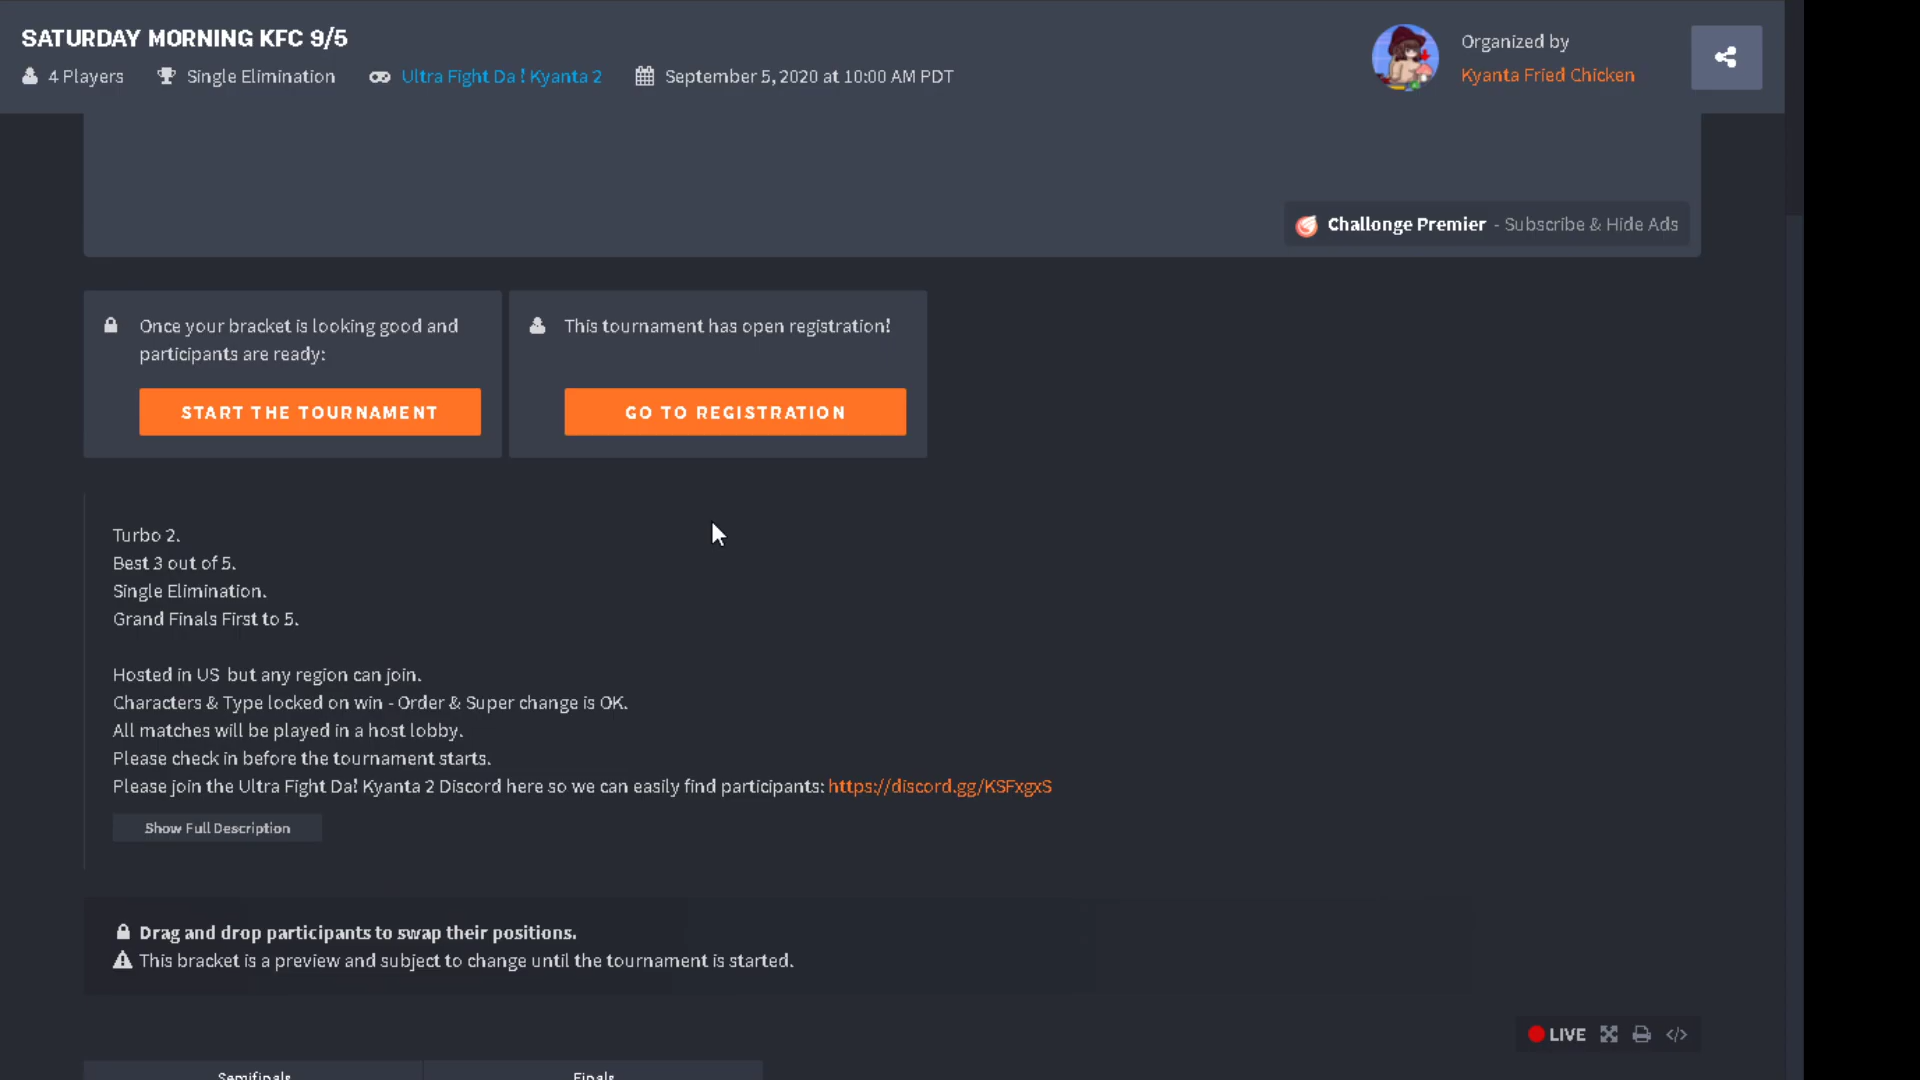 SATURDAY MORNING KFC 9/5
4 Players Single Elimination Ultra Fight Da ! Kyanta 2 September 5, 2020 at 10:00 AM PDT
Organized by
Kyanta Fried Chicken
Challonge Premier - Subscribe & Hide Ads
Once your bracket is looking good and
participants are ready:
START THE TOURNAMENT
This tournament has open registration!
GO TO REGISTRATION
Turbo 2.
Best 3 out of 5.
Single Elimination.
Grand Finals First to 5.
Hosted in US but any region can join.
Characters & Type locked on win - Order & Super change is OK.
All matches will be played in a host lobby.
Please check in before the tournament starts.
Please join the Ultra Fight Da! Kyanta 2 Discord here so we can easily find participants: https://discord.gg/KSFxgxS
Show Full Description
Drag and drop participants to swap their positions.
This bracket is a preview and subject to change until the tournament is started.
LIVE
Semifinals Finals